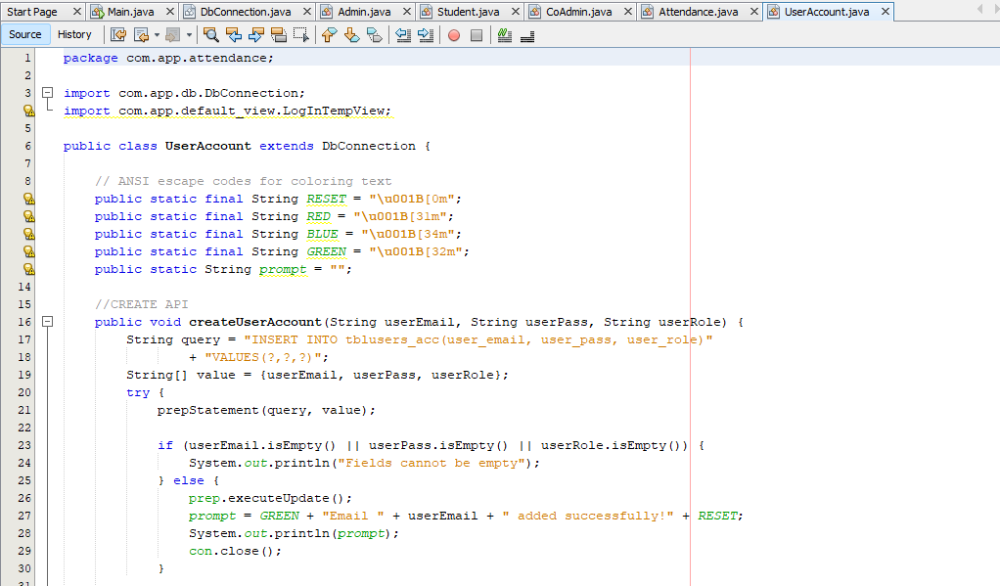 Start Page Main.java DbConnection.java Admin.java Student.java CoAdmin.java Attendance.java UserAccount.java
Source History
1 package com.app.attendance;
2
3 import com.app.db.DbConnection;
import com.app.default_view.LogInTempView;
5
6 public class UserAccount extends DbConnection {
7
8 // ANSI escape codes for coloring text
public static final String RESET = "\u001B[0m";
public static final String RED = "\u001B[31m";
public static final String BLUE = "\u001B[34m";
public static final String GREEN = "\u001B[32m";
public static String prompt = "";
14
15 //CREATE API
16 public void createUserAccount(String userEmail, String userPass, String userRole) {
17 String query = "INSERT INTO tblusers_acc(user_email, user_pass, user_role)"
18 + "VALUES(?,?,?)";
19 String[] value = {userEmail, userPass, userRole};
20 try {
21 prepStatement(query, value);
22
23 if (userEmail.isEmpty() || userPass.isEmpty() || userRole.isEmpty()) {
24 System.out.println("Fields cannot be empty");
25 } else {
26 prep.executeUpdate();
27 prompt = GREEN + "Email " + userEmail + " added successfully!" + RESET;
28 System.out.println(prompt);
29 con.close();
30 }
31